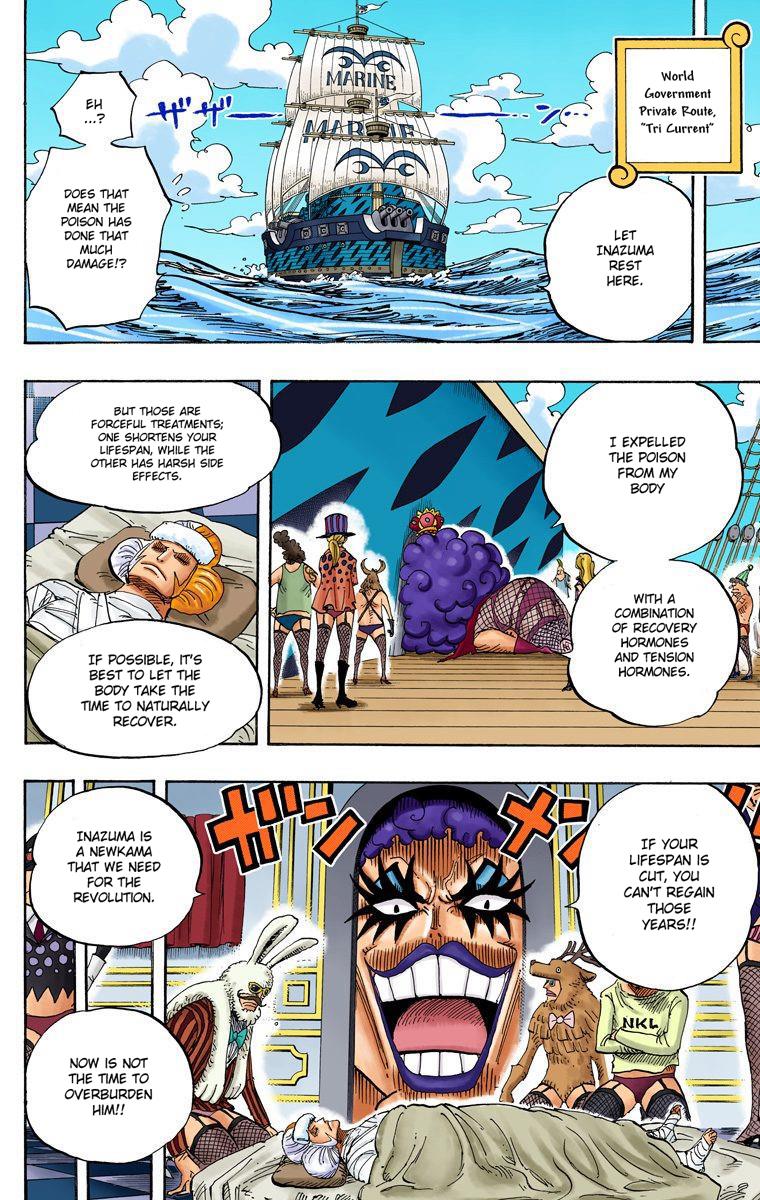 World
Government
Private Route,
"Tri Current"
LET
INAZUMA
REST
HERE.
MARINE
MARINE
ザザ
ン
EH
...?
DOES THAT
MEAN THE
POISON HAS
DONE THAT
MUCH
DAMAGE!?
I EXPELLED
THE POISON
FROM MY
BODY
WITH A
COMBINATION
OF RECOVERY
HORMONES
AND TENSION
HORMONES.
BUT THOSE ARE
FORCEFUL TREATMENTS;
ONE SHORTENS YOUR
LIFESPAN, WHILE THE
OTHER HAS HARSH SIDE
EFFECTS.
IF POSSIBLE, IT'S
BEST TO LET THE
BODY TAKE THE
TIME TO NATURALLY
RECOVER.
IF YOUR
LIFESPAN IS
CUT, YOU
CAN'T REGAIN
THOSE
YEARS!!
ガンメン
NKL
INAZUMA IS
A NEWKAMA
THAT WE NEED
FOR THE
REVOLUTION.
NOW IS NOT
THE TIME TO
OVERBURDEN
HIM!!